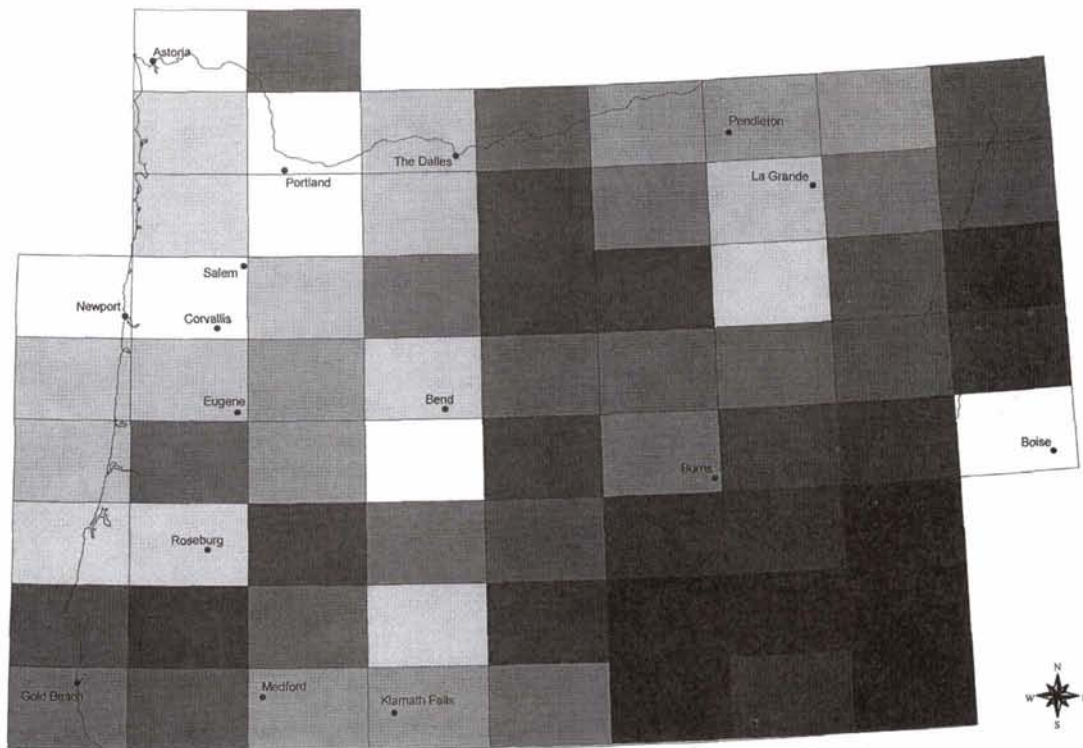 Astoria
Pendleton
The Dalles
Portland
La Grande
Salem
Newport
Corvallis
Eugene
Bend
Boise
Burns
Roseburg
Gold Beach
Medford
Klamath Falls
N
W
S